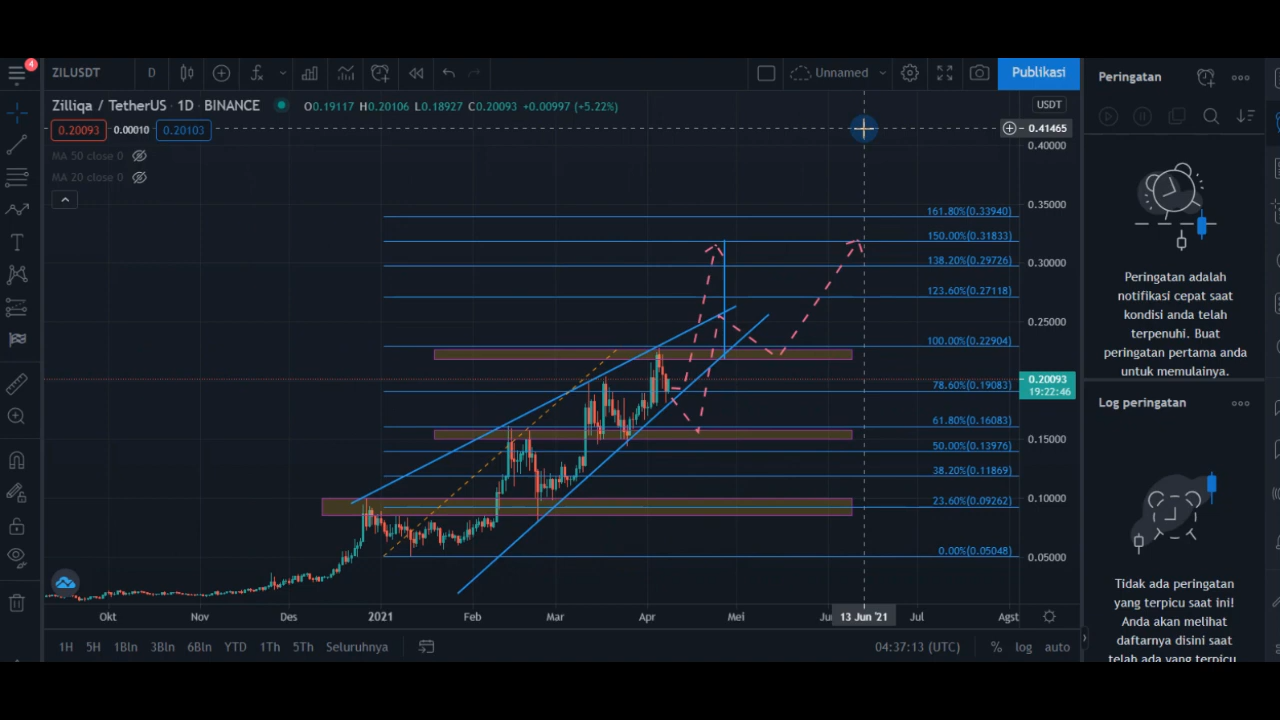 4
ZILUSDT
D
Unnamed
Publikasi
Peringatan
Zilliqa / TetherUS · 1D · BINANCE
O0.19117 H0.20106 L0.18927 C0.20093 +0.00997 (+5.22%)
USDT
0.20093
0.00010
0.20103
0.41465
0.40000
MA 50 close 0
MA 20 close 0
0.35000
161.80%(0.33940)
150.00%(0.31833)
0.30000
138.20%(0.29726)
123.60%(0.27118)
0.25000
100.00%(0.22904)
0.20093
19:22:46
78.60%(0.19083)
61.80%(0.16083)
0.15000
50.00%(0.13976)
38.20%(0.11869)
0.10000
23.60%(0.09262)
0.00%(0.05048)
0.05000
Peringatan adalah
notifikasi cepat saat
kondisi anda telah
terpenuhi. Buat
peringatan pertama anda
untuk memulainya.
Log peringatan
Tidak ada peringatan
yang terpicu saat ini!
Anda akan melihat
daftarnya disini saat
telah ada yang terpicu
Okt
Nov
Des
2021
Feb
Mar
Apr
Mei
13 Jun '21
Jul
Agst
1H
5H
1Bln
3Bln
6Bln
YTD
1Th
5Th
Seluruhnya
04:37:13 (UTC)
%
log
auto